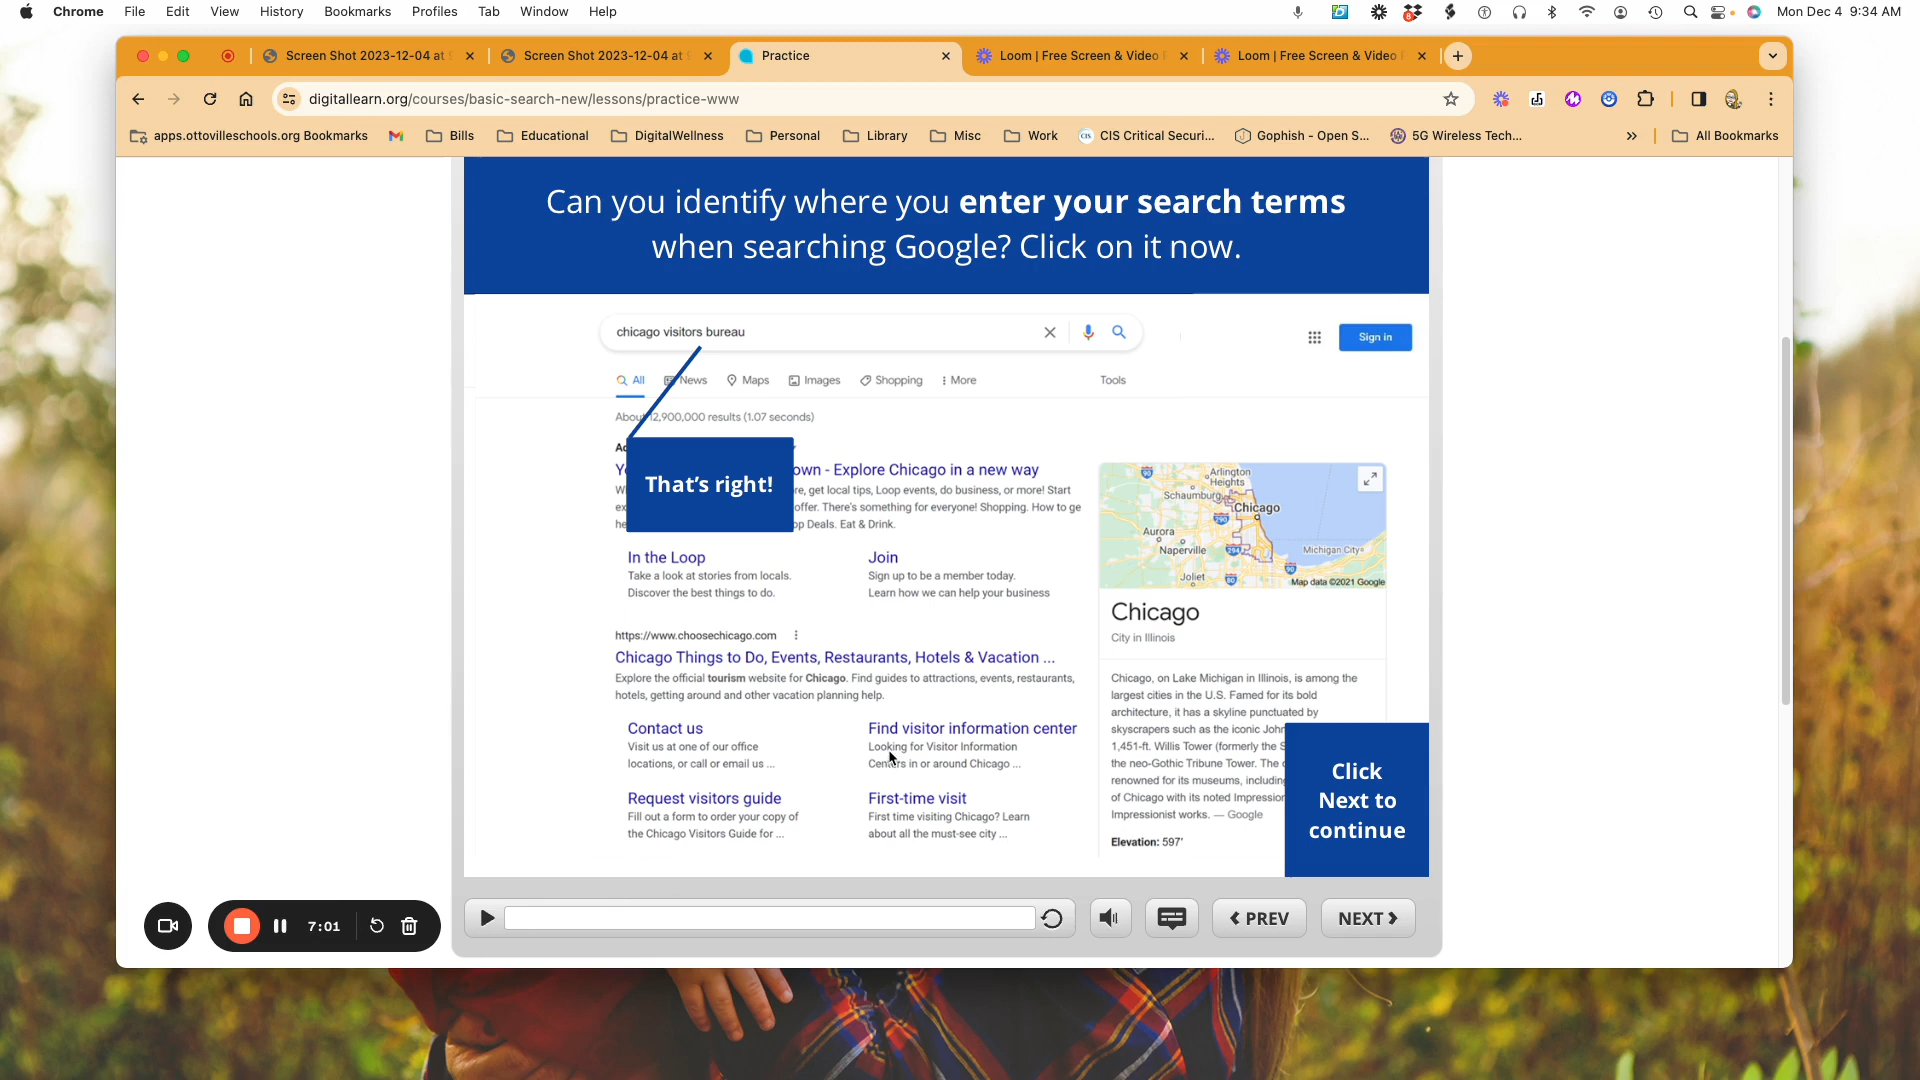 Chrome File Edit View History Bookmarks Profiles Tab Window Help
8
Mon Dec 4 9:34 AM
Screen Shot 2023-12-04 at
Screen Shot 2023-12-04 at
Practice
Loom | Free Screen & Video
Loom | Free Screen & Video
digitallearn.org/courses/basic-search-new/lessons/practice-www
apps.ottovilleschools.org Bookmarks
Bills
Educational
DigitalWellness
Personal
Library
Misc
Work
CIS Critical Securi...
Gophish - Open S...
5G Wireless Tech...
»
All Bookmarks
Can you identify where you enter your search terms
when searching Google? Click on it now.
chicago visitors bureau
Sign in
All News Maps Images Shopping More Tools
About 12,900,000 results (1.07 seconds)
That's right!
own - Explore Chicago in a new way
re, get local tips, Loop events, do business, or more! Start
offer. There's something for everyone! Shopping. How to ge
op Deals. Eat & Drink.
In the Loop
Take a look at stories from locals.
Discover the best things to do.
Join
Sign up to be a member today.
Learn how we can help your business
https://www.choosechicago.com
Chicago Things to Do, Events, Restaurants, Hotels & Vacation ...
Explore the official tourism website for Chicago. Find guides to attractions, events, restaurants,
hotels, getting around and other vacation planning help.
Contact us
Visit us at one of our office
locations, or call or email us ...
Find visitor information center
Looking for Visitor Information
Centers in or around Chicago ...
Request visitors guide
Fill out a form to order your copy of
the Chicago Visitors Guide for ...
First-time visit
First time visiting Chicago? Learn
about all the must-see city ...
Arlington
Heights
Schaumburg
Chicago
Aurora
Naperville
Joliet
Michigan City
90
290
294
90
80
Map data ©2021 Google
Chicago
City in Illinois
Chicago, on Lake Michigan in Illinois, is among the
largest cities in the U.S. Famed for its bold
architecture, it has a skyline punctuated by
skyscrapers such as the iconic John
1,451-ft. Willis Tower (formerly the S
the neo-Gothic Tribune Tower. The
renowned for its museums, including
of Chicago with its noted Impression
Impressionist works. — Google
Elevation: 597'
Click
Next to
continue
7:01
PREV
NEXT